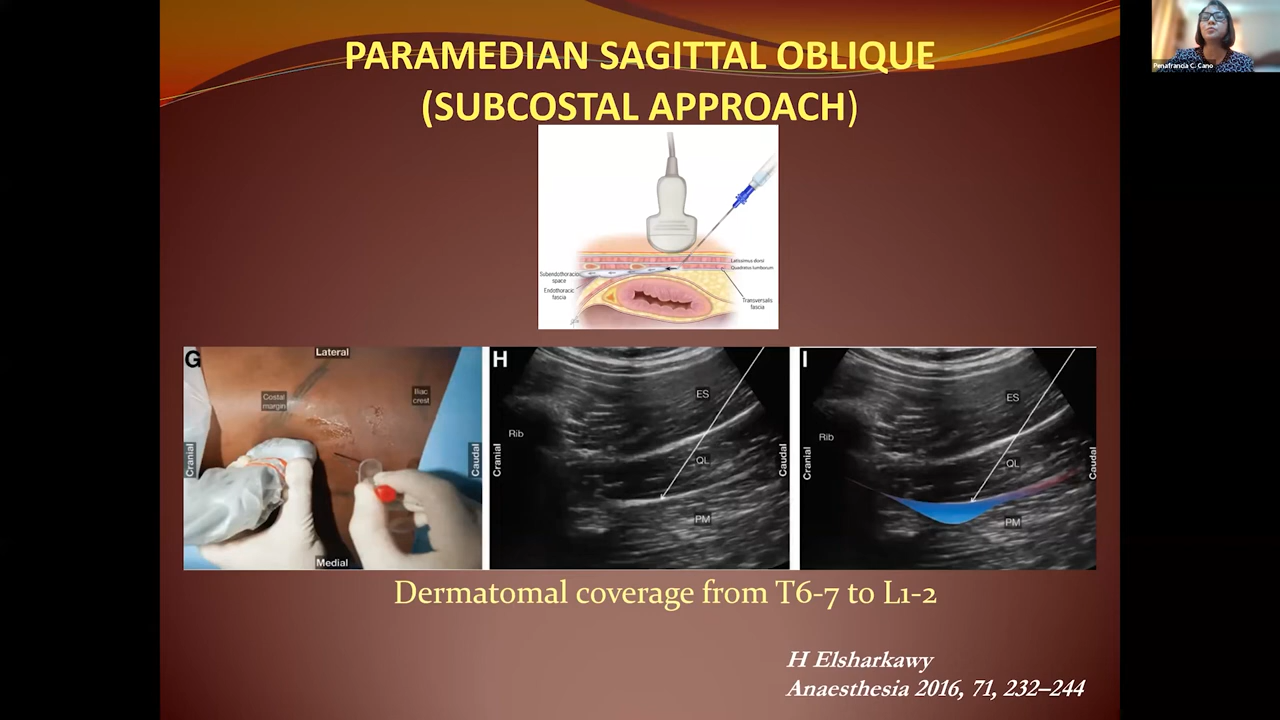 PARAMEDIAN SAGITTAL OBLIQUE
(SUBCOSTAL APPROACH)
Penafrancia C. Cano
Latissimus dorsi
Quadratus lumborum
Subendothoracic
space
Endothoracic
fascia
Transversalis
fascia
G
Lateral
Costal
margin
Iliac
crest
Cranial
Caudal
Medial
H
ES
Rib
QL
PM
Cranial
Caudal
I
ES
Rib
QL
PM
Cranial
Caudal
Dermatomal coverage from T6-7 to L1-2
H Elsharkawy
Anaesthesia 2016, 71, 232–244